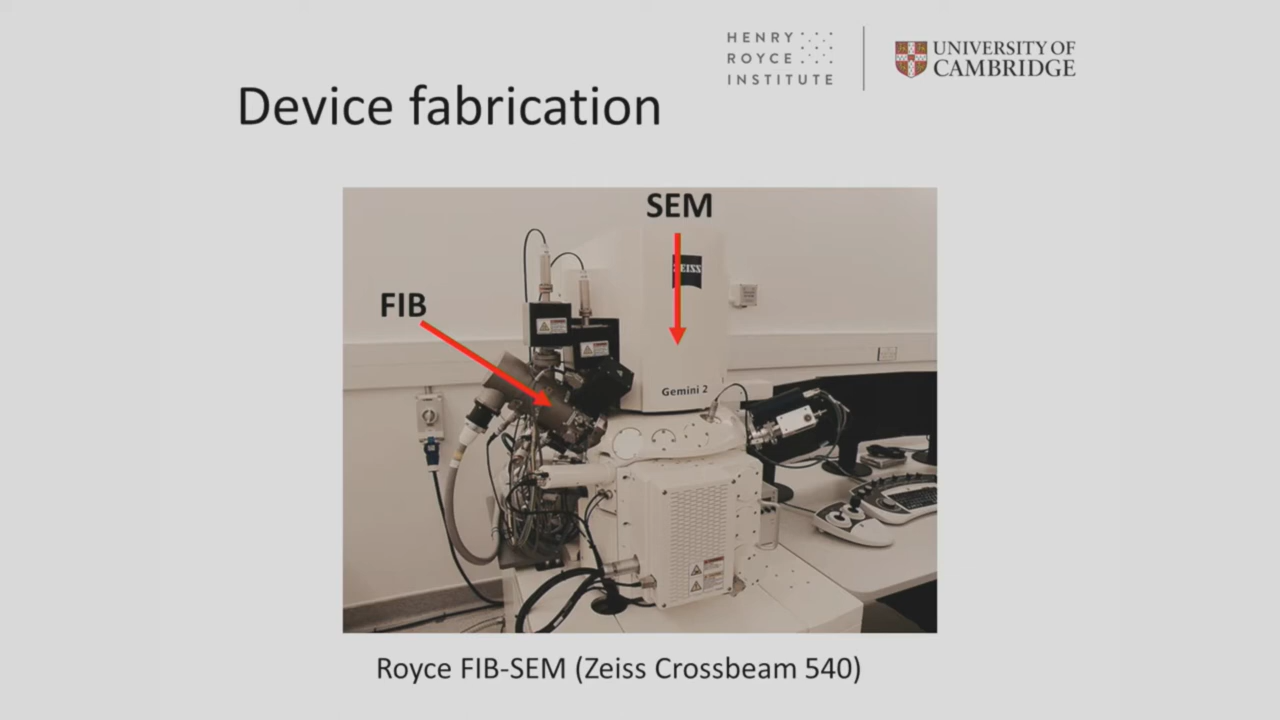 HENRY
ROYCE
INSTITUTE
UNIVERSITY OF
CAMBRIDGE
Device fabrication
SEM
ZEISS
FIB
Gemini 2
Royce FIB-SEM (Zeiss Crossbeam 540)